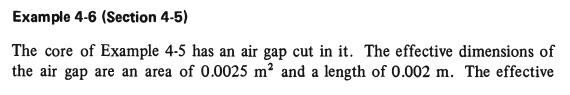 Example 4-6 (Section 4-5)
The core of Example 4-5 has an air gap cut in it. The effective dimensions of
the air gap are an area of 0.0025 m² and a length of 0.002 m. The effective